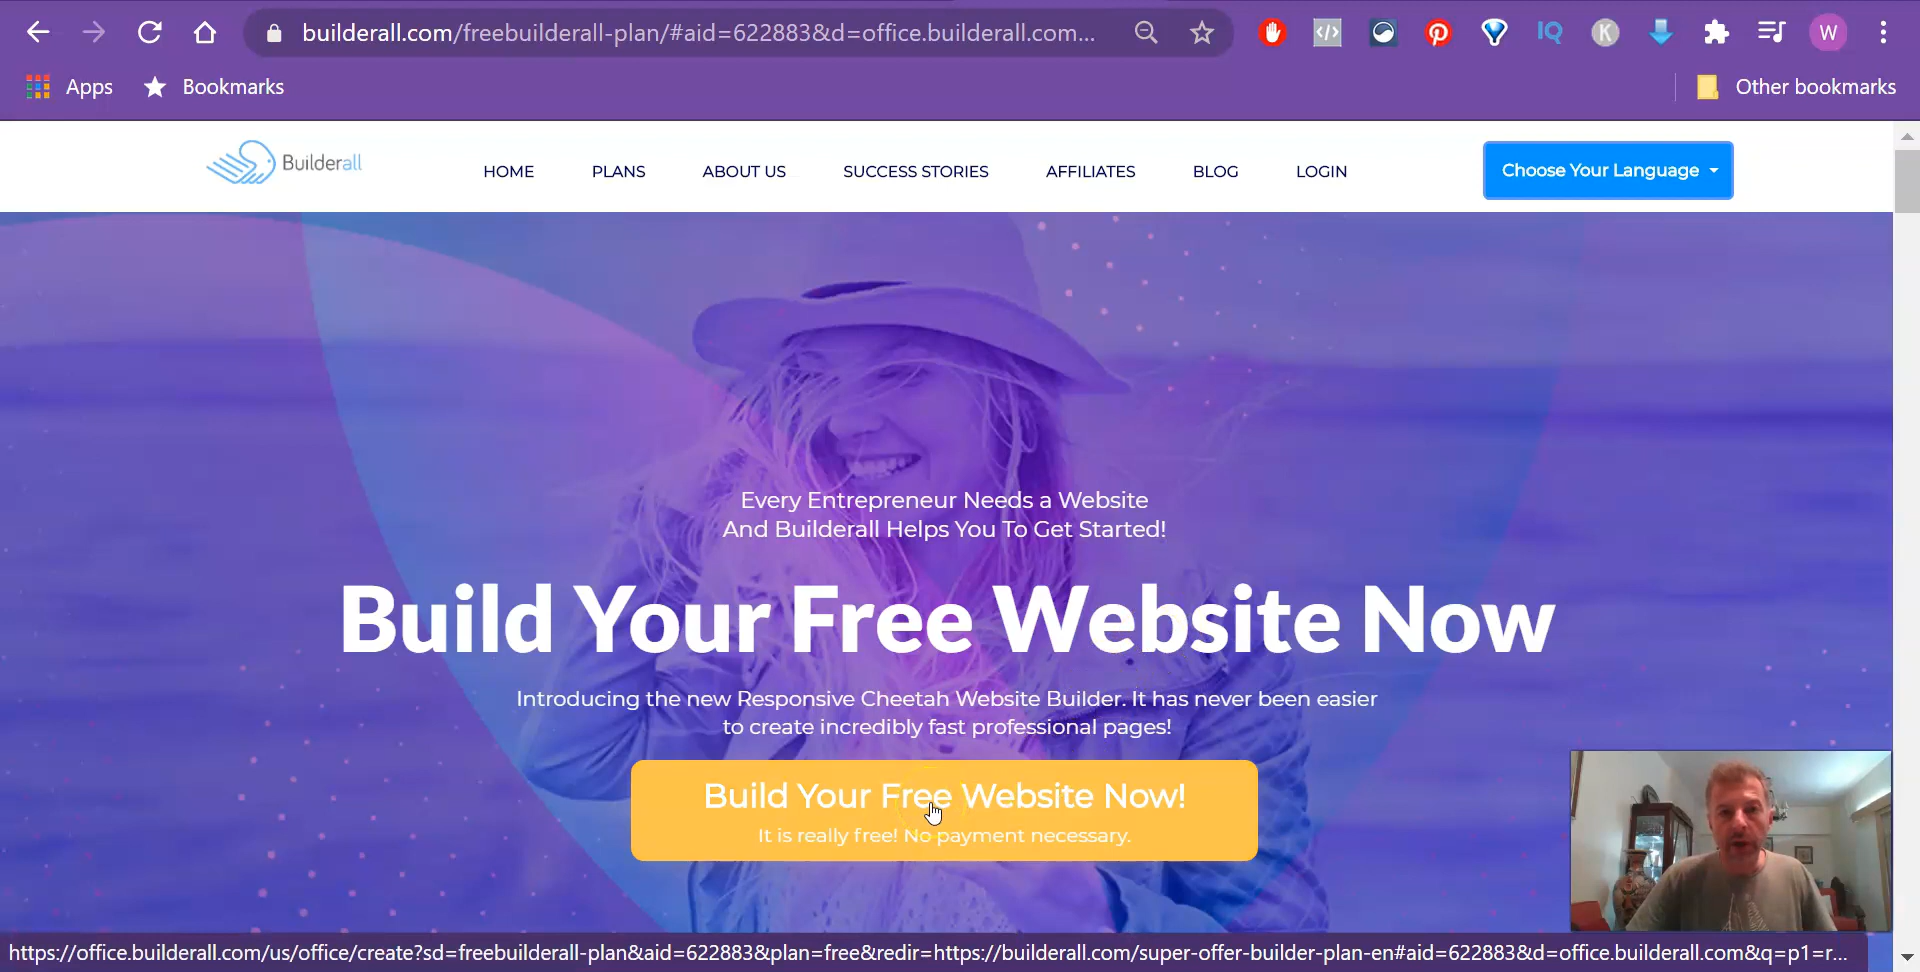 builderall.com/freebuilderall-plan/#aid=622883&d=office.builderall.com...
</>
IQ
K
W
Apps
Bookmarks
Other bookmarks
Builderall
HOME
PLANS
ABOUT US
SUCCESS STORIES
AFFILIATES
BLOG
LOGIN
Choose Your Language
Every Entrepreneur Needs a Website
And Builderall Helps You To Get Started!
Build Your Free Website Now
Introducing the new Responsive Cheetah Website Builder. It has never been easier
to create incredibly fast professional pages!
Build Your Free Website Now!
It is really free! No payment necessary.
https://office.builderall.com/us/office/create?sd=freebuilderall-plan&aid=622883&plan=free&redir=https://builderall.com/super-offer-builder-plan-en#aid=622883&d=office.builderall.com&q=p1=r...